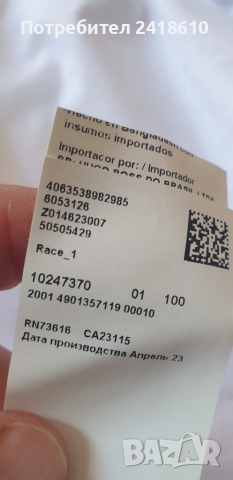 Потребител 2418610
Hecho en Bangladesh con
insumos importados
Importador por: / Importador
4063538982985
6053126
Z014623007
50505429
Race_1
10247370 01 100
2001 4901357119 00010
RN73616 CA23115
Дата производства Апрель 23
BAZAR